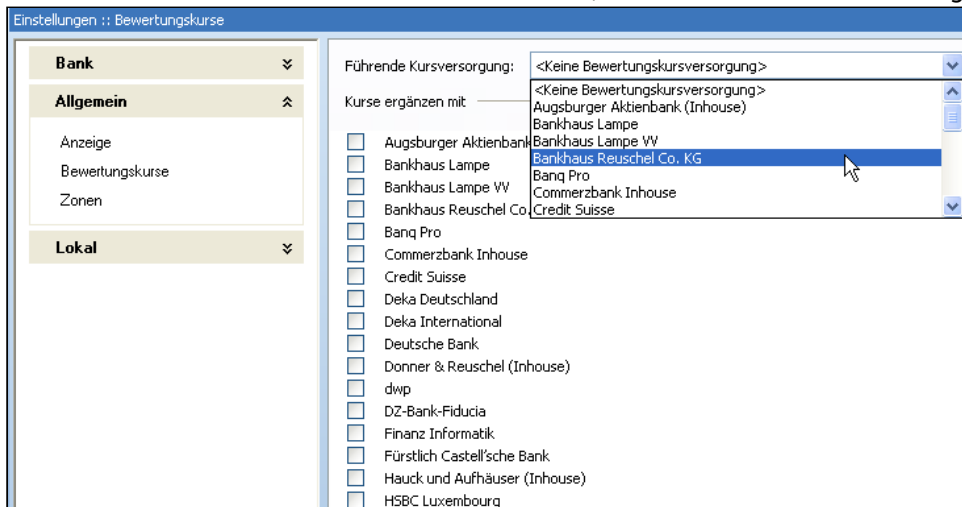 Einstellungen :: Bewertungskurse
Bank
Allgemein
Anzeige
Bewertungskurse
Zonen
Lokal
Führende Kursversorgung: <Keine Bewertungskursversorgung>
<Keine Bewertungskursversorgung>
Augsburger Aktienbank (Inhouse)
Bankhaus Lampe
Bankhaus Lampe VV
Bankhaus Reuschel Co. KG
Banq Pro
Commerzbank Inhouse
Credit Suisse
Kurse ergänzen mit
Augsburger Aktienbank
Bankhaus Lampe
Bankhaus Lampe VV
Bankhaus Reuschel Co.
Banq Pro
Commerzbank Inhouse
Credit Suisse
Deka Deutschland
Deka International
Deutsche Bank
Donner & Reuschel (Inhouse)
dwp
DZ-Bank-Fiducia
Finanz Informatik
Fürstlich Castell'sche Bank
Hauck und Aufhäuser (Inhouse)
HSBC Luxembourg